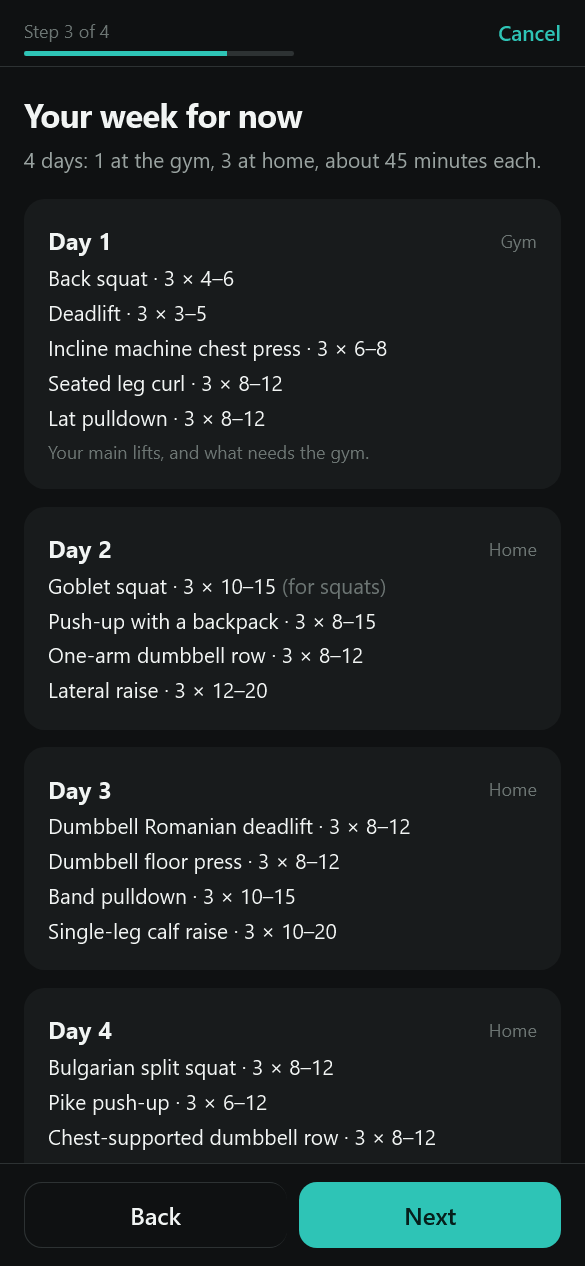 Step 3 of 4
Cancel
Your week for now
4 days: 1 at the gym, 3 at home, about 45 minutes each.
Day 1
Gym
Back squat · 3 × 4–6
Deadlift · 3 × 3–5
Incline machine chest press · 3 × 6–8
Seated leg curl · 3 × 8–12
Lat pulldown · 3 × 8–12
Your main lifts, and what needs the gym.
Day 2
Home
Goblet squat · 3 × 10–15 (for squats)
Push-up with a backpack · 3 × 8–15
One-arm dumbbell row · 3 × 8–12
Lateral raise · 3 × 12–20
Day 3
Home
Dumbbell Romanian deadlift · 3 × 8–12
Dumbbell floor press · 3 × 8–12
Band pulldown · 3 × 10–15
Single-leg calf raise · 3 × 10–20
Day 4
Home
Bulgarian split squat · 3 × 8–12
Pike push-up · 3 × 6–12
Chest-supported dumbbell row · 3 × 8–12
Back
Next